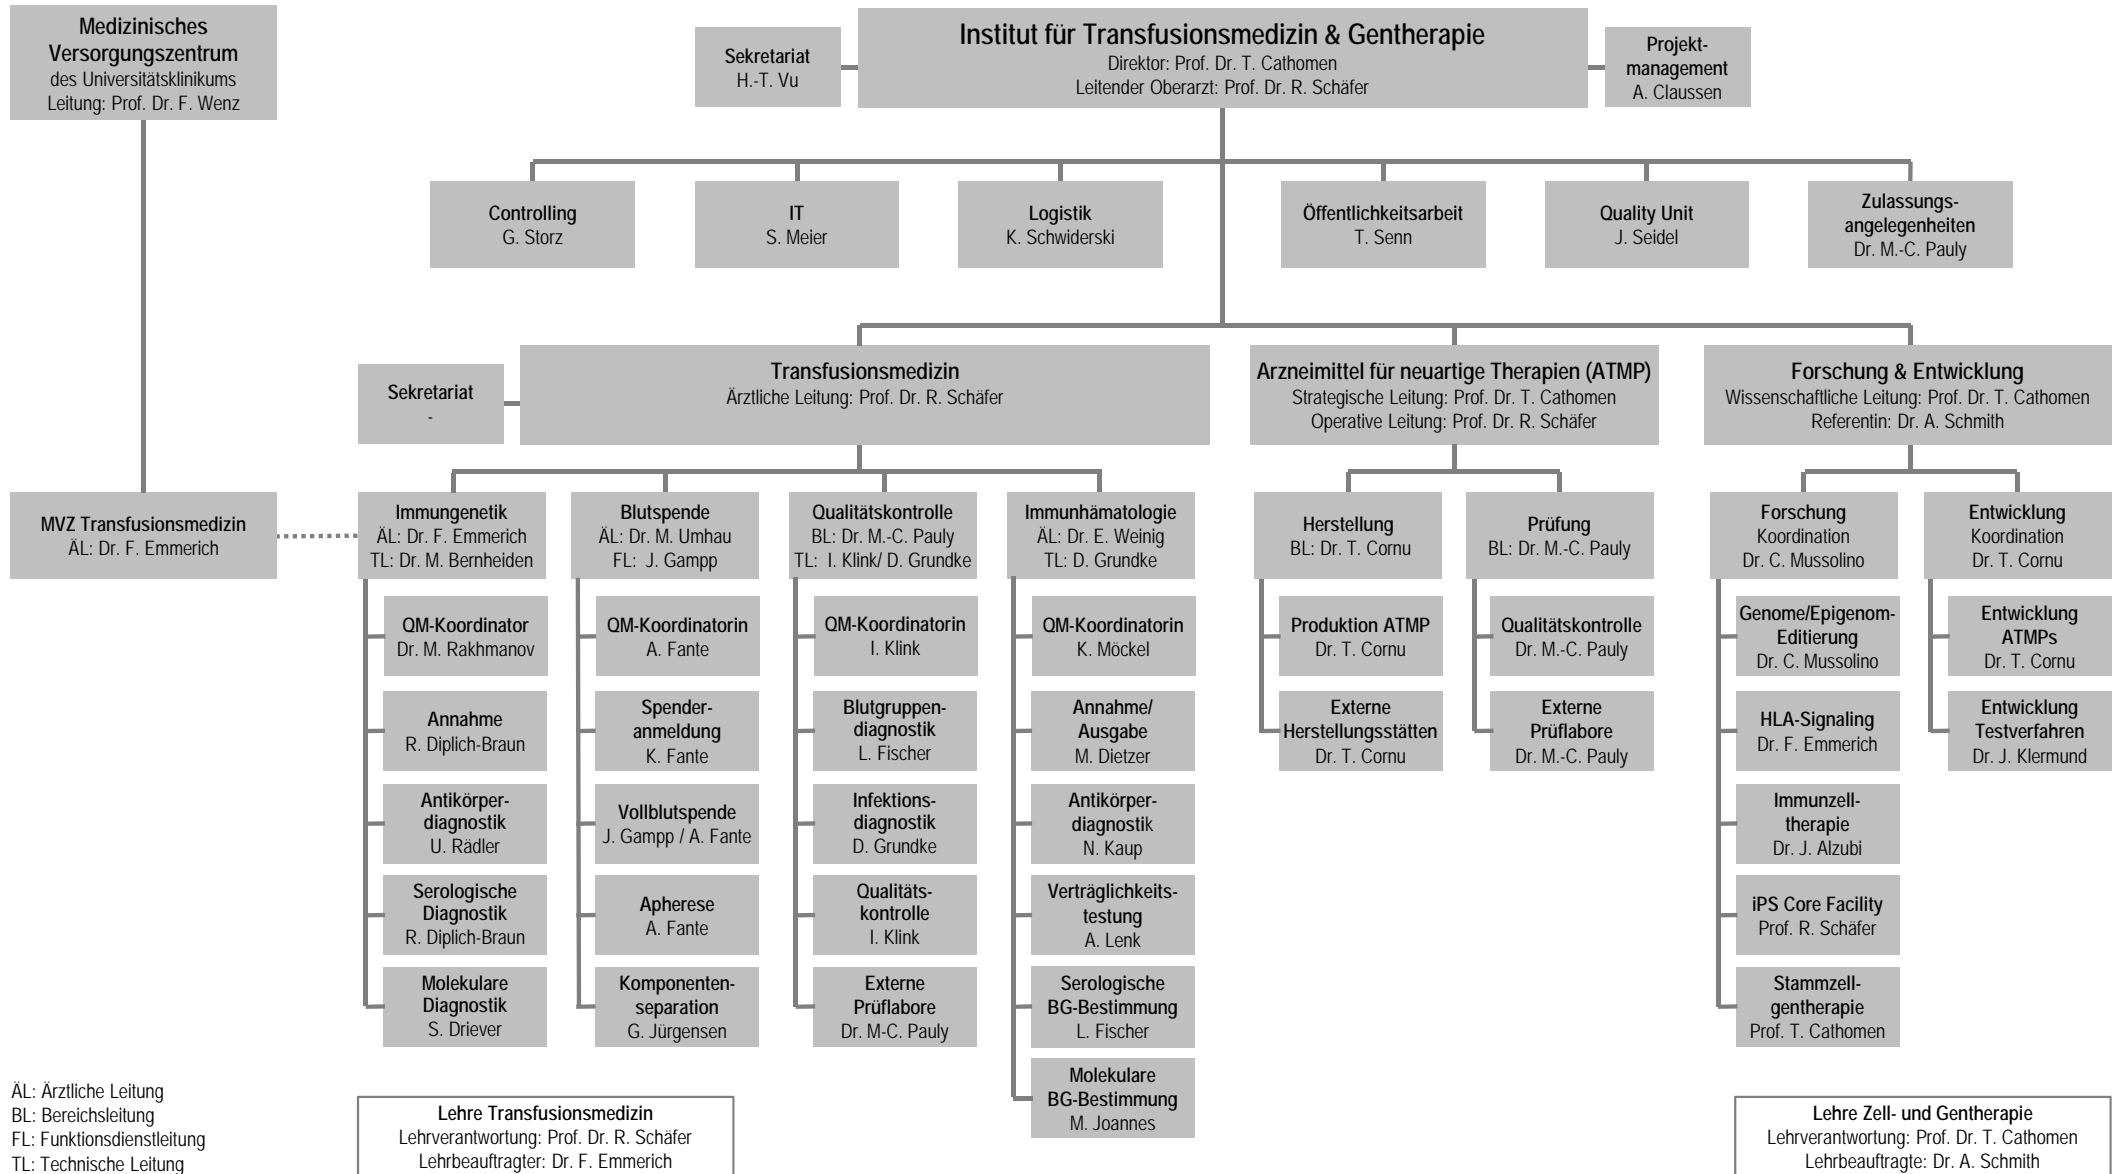 Medizinisches
Versorgungszentrum
des Universitätsklinikums
Leitung: Prof. Dr. F. Wenz
Sekretariat
H.-T. Vu
Institut für Transfusionsmedizin & Gentherapie
Direktor: Prof. Dr. T. Cathomen
Leitender Oberarzt: Prof. Dr. R. Schäfer
Projekt-
management
A. Claussen
Controlling
G. Storz
IT
S. Meier
Logistik
K. Schwiderski
Öffentlichkeitsarbeit
T. Senn
Quality Unit
J. Seidel
Zulassungs-
angelegenheiten
Dr. M.-C. Pauly
Sekretariat
-
Transfusionsmedizin
Ärztliche Leitung: Prof. Dr. R. Schäfer
Arzneimittel für neuartige Therapien (ATMP)
Strategische Leitung: Prof. Dr. T. Cathomen
Operative Leitung: Prof. Dr. R. Schäfer
Forschung & Entwicklung
Wissenschaftliche Leitung: Prof. Dr. T. Cathomen
Referentin: Dr. A. Schmith
MVZ Transfusionsmedizin
ÄL: Dr. F. Emmerich
Immungenetik
ÄL: Dr. F. Emmerich
TL: Dr. M. Bernheiden
QM-Koordinator
Dr. M. Rakhmanov
Annahme
R. Diplich-Braun
Antikörper-
diagnostik
U. Rädler
Serologische
Diagnostik
R. Diplich-Braun
Molekulare
Diagnostik
S. Driever
Blutspende
ÄL: Dr. M. Umhau
FL: J. Gampp
QM-Koordinatorin
A. Fante
Spender-
anmeldung
K. Fante
Vollblutspende
J. Gampp / A. Fante
Apherese
A. Fante
Komponenten-
separation
G. Jürgensen
Qualitätskontrolle
BL: Dr. M.-C. Pauly
TL: I. Klink/ D. Grundke
QM-Koordinatorin
I. Klink
Blutgruppen-
diagnostik
L. Fischer
Infektions-
diagnostik
D. Grundke
Qualitäts-
kontrolle
I. Klink
Externe
Prüflabore
Dr. M-C. Pauly
Immunhämatologie
ÄL: Dr. E. Weinig
TL: D. Grundke
QM-Koordinatorin
K. Möckel
Annahme/
Ausgabe
M. Dietzer
Antikörper-
diagnostik
N. Kaup
Verträglichkeits-
testung
A. Lenk
Serologische
BG-Bestimmung
L. Fischer
Molekulare
BG-Bestimmung
M. Joannes
Herstellung
BL: Dr. T. Cornu
Produktion ATMP
Dr. T. Cornu
Externe
Herstellungsstätten
Dr. T. Cornu
Prüfung
BL: Dr. M.-C. Pauly
Qualitätskontrolle
Dr. M.-C. Pauly
Externe
Prüflabore
Dr. M.-C. Pauly
Forschung
Koordination
Dr. C. Mussolino
Genome/Epigenom-
Editierung
Dr. C. Mussolino
HLA-Signaling
Dr. F. Emmerich
Immunzell-
therapie
Dr. J. Alzubi
iPS Core Facility
Prof. R. Schäfer
Stammzell-
gentherapie
Prof. T. Cathomen
Entwicklung
Koordination
Dr. T. Cornu
Entwicklung
ATMPs
Dr. T. Cornu
Entwicklung
Testverfahren
Dr. J. Klermund
ÄL: Ärztliche Leitung
BL: Bereichsleitung
FL: Funktionsdienstleitung
TL: Technische Leitung
Lehre Transfusionsmedizin
Lehrverantwortung: Prof. Dr. R. Schäfer
Lehrbeauftragter: Dr. F. Emmerich
Lehre Zell- und Gentherapie
Lehrverantwortung: Prof. Dr. T. Cathomen
Lehrbeauftragte: Dr. A. Schmith